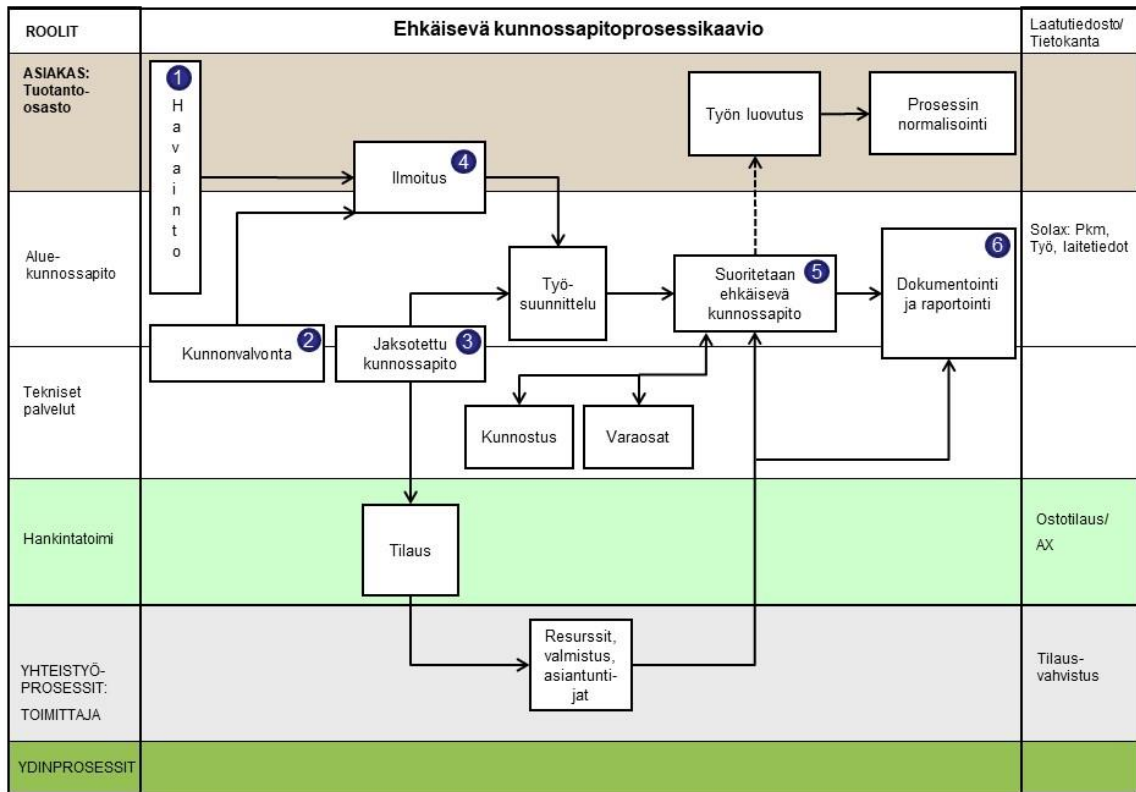 ROOLIT
Ehkäisevä kunnossapitoprosessikaavio
Laatutiedosto/
Tietokanta
ASIAKAS:
Tuotanto-
osasto
1
H
a
v
a
i
n
t
o
Ilmoitus
4
Työn luovutus
Prosessin
normalisointi
Alue-
kunnossapito
Työ-
suunnittelu
Suoritetaan
ehkäisevä
kunnossapito
5
Dokumentointi
ja raportointi
6
Solax: Pkm,
Työ, laitetiedot
Kunnonvalvonta
2
Jaksotettu
kunnossapito
3
Tekniset
palvelut
Kunnostus
Varaosat
Hankintatoimi
Tilaus
Ostotilaus/
AX
YHTEISTYÖ-
PROSESSIT:
TOIMITTAJA
Resurssit,
valmistus,
asiantunti-
jat
Tilaus-
vahvistus
YDINPROSESSIT